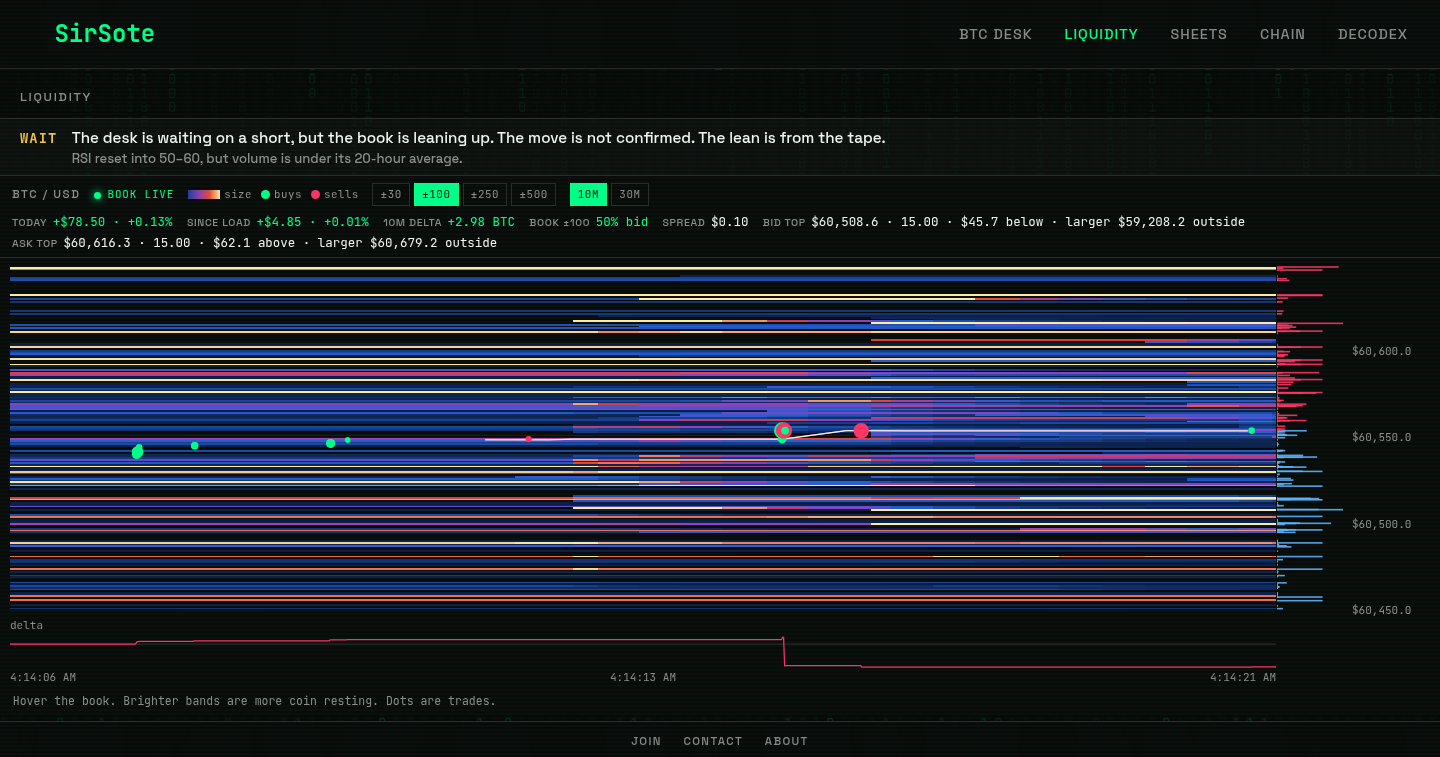 SirSote
BTC DESK LIQUIDITY SHEETS CHAIN DECODEX
LIQUIDITY
WAIT The desk is waiting on a short, but the book is leaning up. The move is not confirmed. The lean is from the tape.
RSI reset into 50–60, but volume is under its 20-hour average.
BTC / USD BOOK LIVE size buys sells ±30 ±100 ±250 ±500 10M 30M
TODAY +$78.50 · +0.13% SINCE LOAD +$4.85 · +0.01% 10M DELTA +2.98 BTC BOOK ±100 50% bid SPREAD $0.10 BID TOP $60,508.6 · 15.00 · $45.7 below · larger $59,208.2 outside
ASK TOP $60,616.3 · 15.00 · $62.1 above · larger $60,679.2 outside
$60,600.0
$60,550.0
$60,500.0
$60,450.0
delta
4:14:06 AM 4:14:13 AM 4:14:21 AM
Hover the book. Brighter bands are more coin resting. Dots are trades.
JOIN CONTACT ABOUT